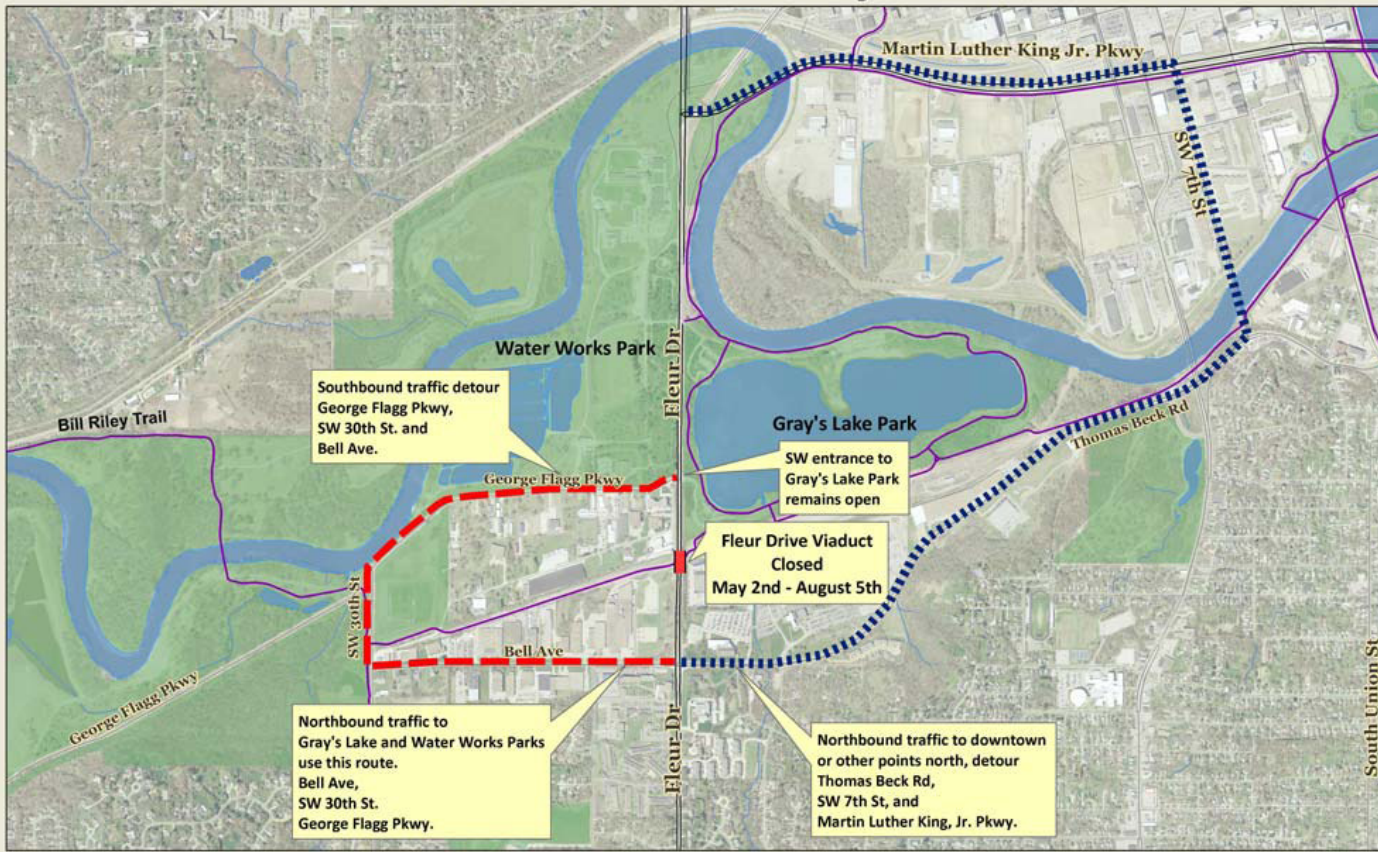 Martin Luther King Jr. Pkwy
SW 7th St
Fleur Dr
Water Works Park
Southbound traffic detour
George Flagg Pkwy,
SW 30th St. and
Bell Ave.
Bill Riley Trail
Gray's Lake Park
Thomas Beck Rd
SW entrance to
Gray's Lake Park
remains open
George Flagg Pkwy
Fleur Drive Viaduct
Closed
May 2nd - August 5th
SW 30th St
Bell Ave
George Flagg Pkwy
Northbound traffic to
Gray's Lake and Water Works Parks
use this route.
Bell Ave,
SW 30th St.
George Flagg Pkwy.
Fleur Dr
Northbound traffic to downtown
or other points north, detour
Thomas Beck Rd,
SW 7th St, and
Martin Luther King, Jr. Pkwy.
South Union St